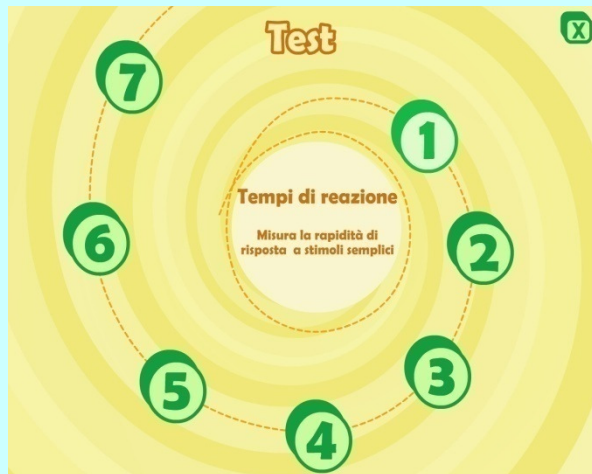 Test
X
7
1
Tempi di reazione
Misura la rapidità di
risposta a stimoli semplici
6
2
5
3
4